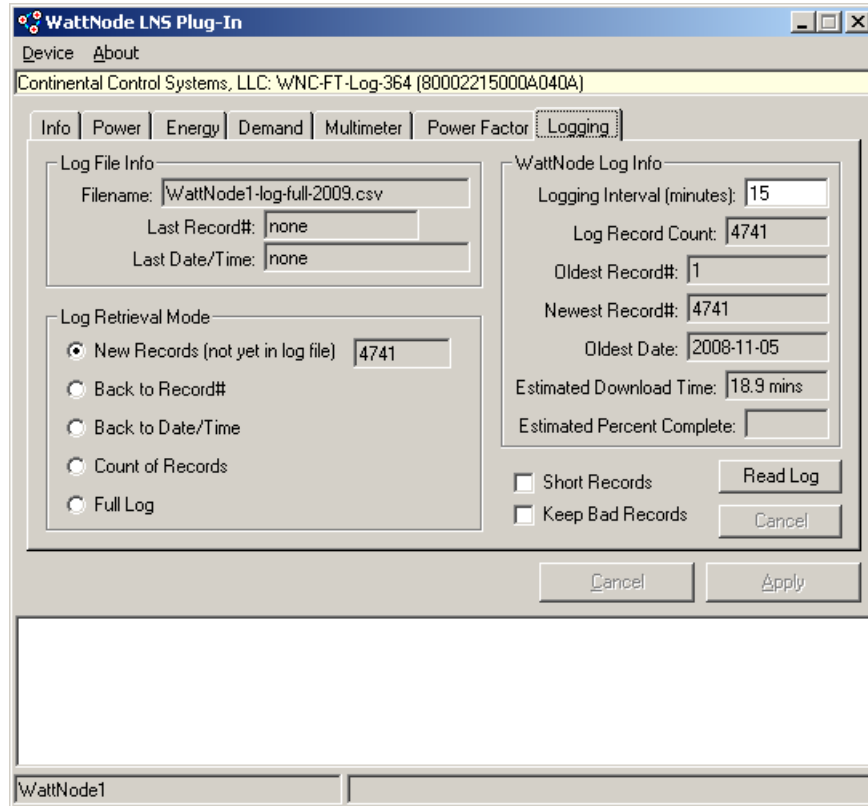 WattNode LNS Plug-In
Device About
Continental Control Systems, LLC: WNC-FT-Log-364 (80002215000A040A)
Info Power Energy Demand Multimeter Power Factor Logging
Log File Info
Filename: WattNode1-log-full-2009.csv
Last Record#: none
Last Date/Time: none
Log Retrieval Mode
New Records (not yet in log file) 4741
Back to Record#
Back to Date/Time
Count of Records
Full Log
WattNode Log Info
Logging Interval (minutes): 15
Log Record Count: 4741
Oldest Record#: 1
Newest Record#: 4741
Oldest Date: 2008-11-05
Estimated Download Time: 18.9 mins
Estimated Percent Complete:
Short Records Read Log
Keep Bad Records Cancel
Cancel Apply
WattNode1